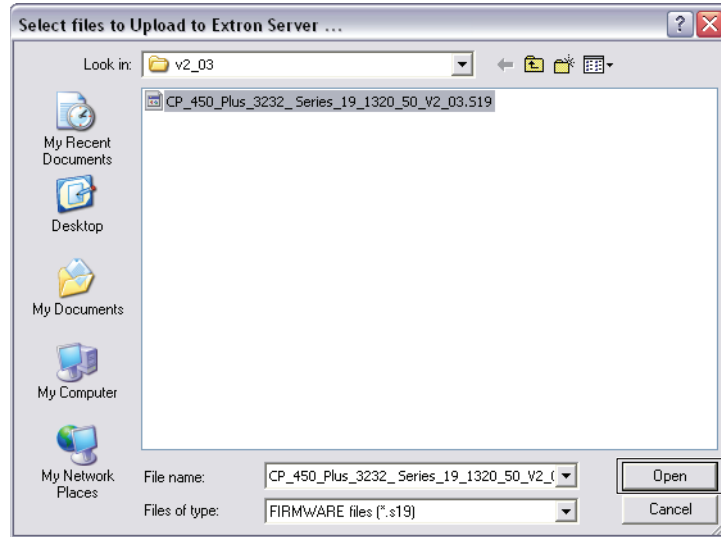 Select files to Upload to Extron Server ...
Look in:
v2_03
CP_450_Plus_3232_ Series_19_1320_50_V2_03.S19
My Recent
Documents
Desktop
My Documents
My Computer
My Network
Places
File name:
CP_450_Plus_3232_ Series_19_1320_50_V2_(
Open
Files of type:
FIRMWARE files (*.s19)
Cancel